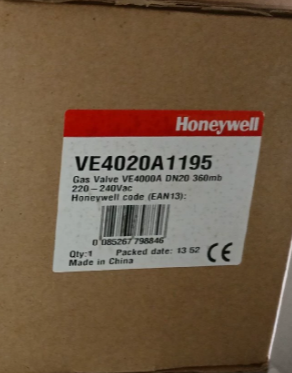 Honeywell
VE4020A1195
Gas Valve VE4000A DN20 360mb
220-240Vac
Honeywell code (EAN13):
0 085267 798846
Qty:1 Packed date: 13 52 CE
Made in China